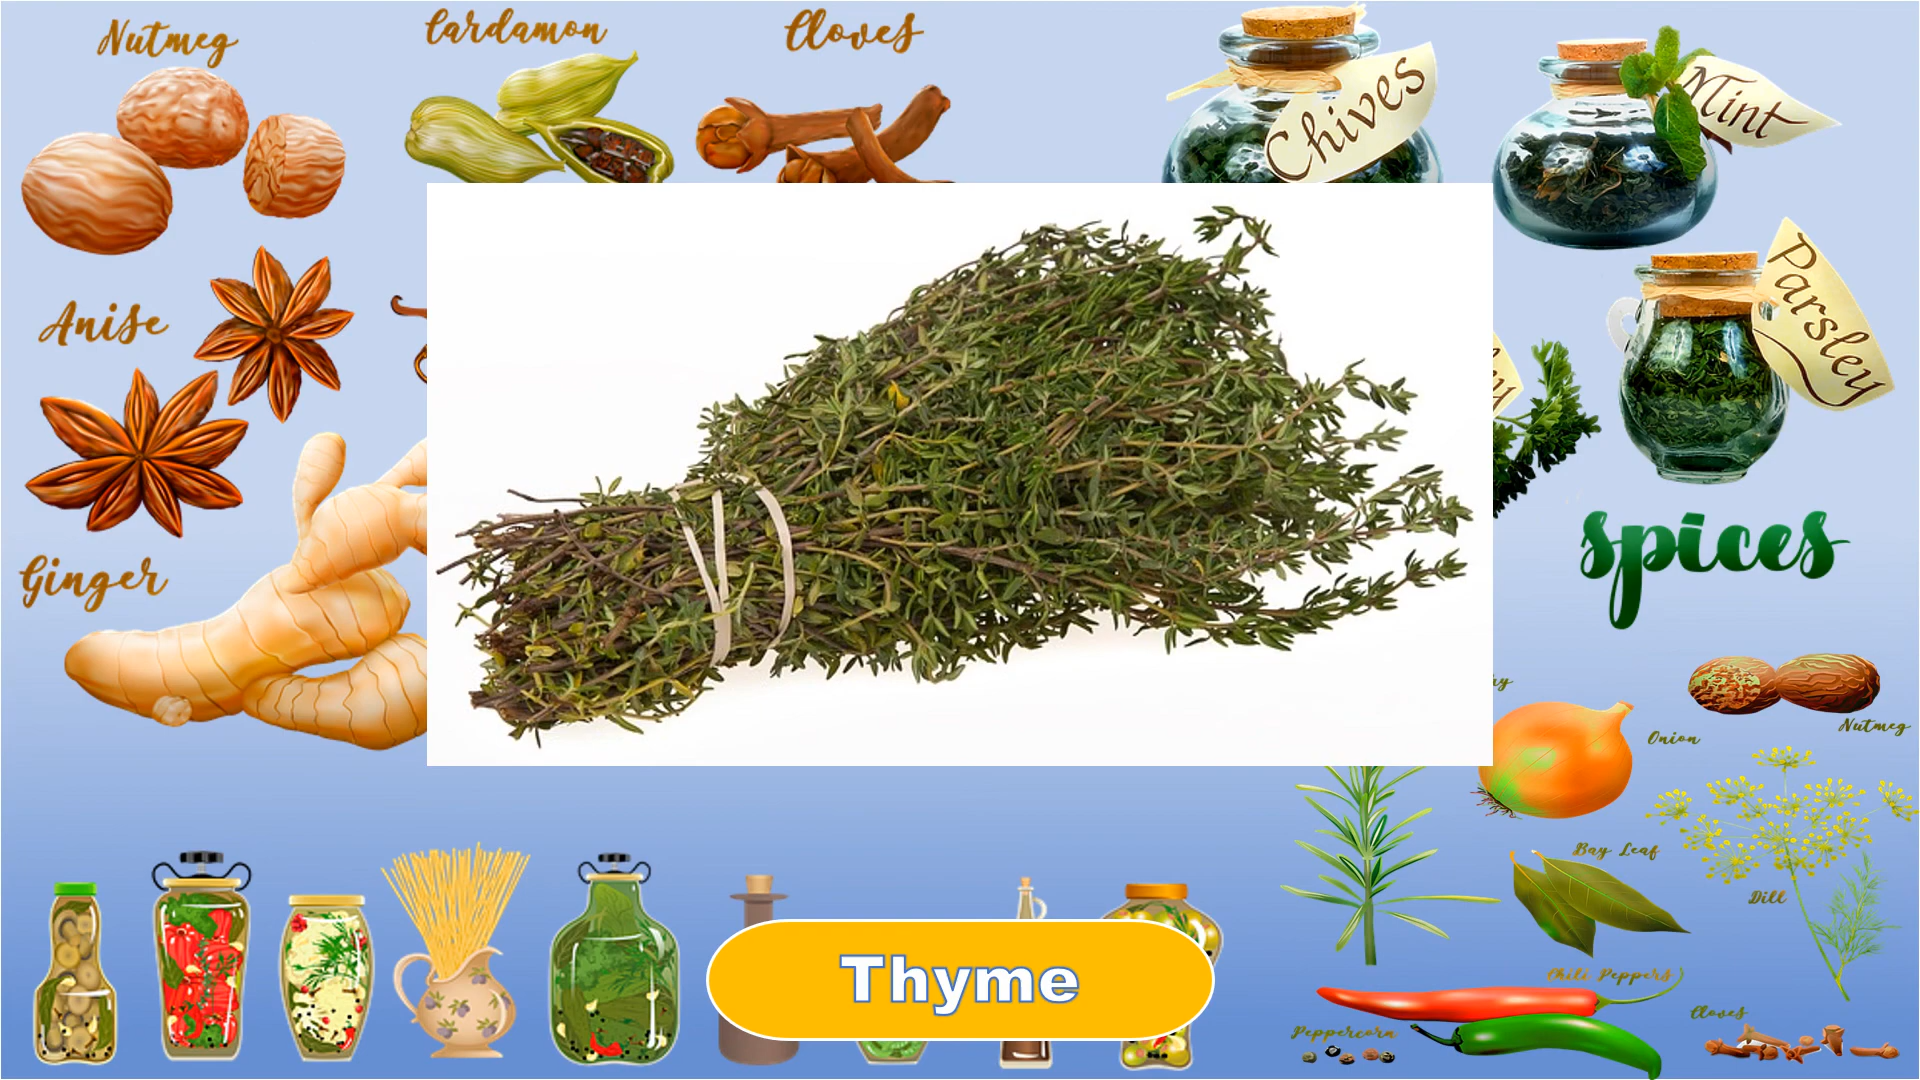 Nutmeg
Cardamon
Cloves
Chives
Mint
Anise
Parsley
Ginger
spices
Onion
Nutmeg
Bay Leaf
Dill
Chili Peppers
Peppercorn
Cloves
Thyme